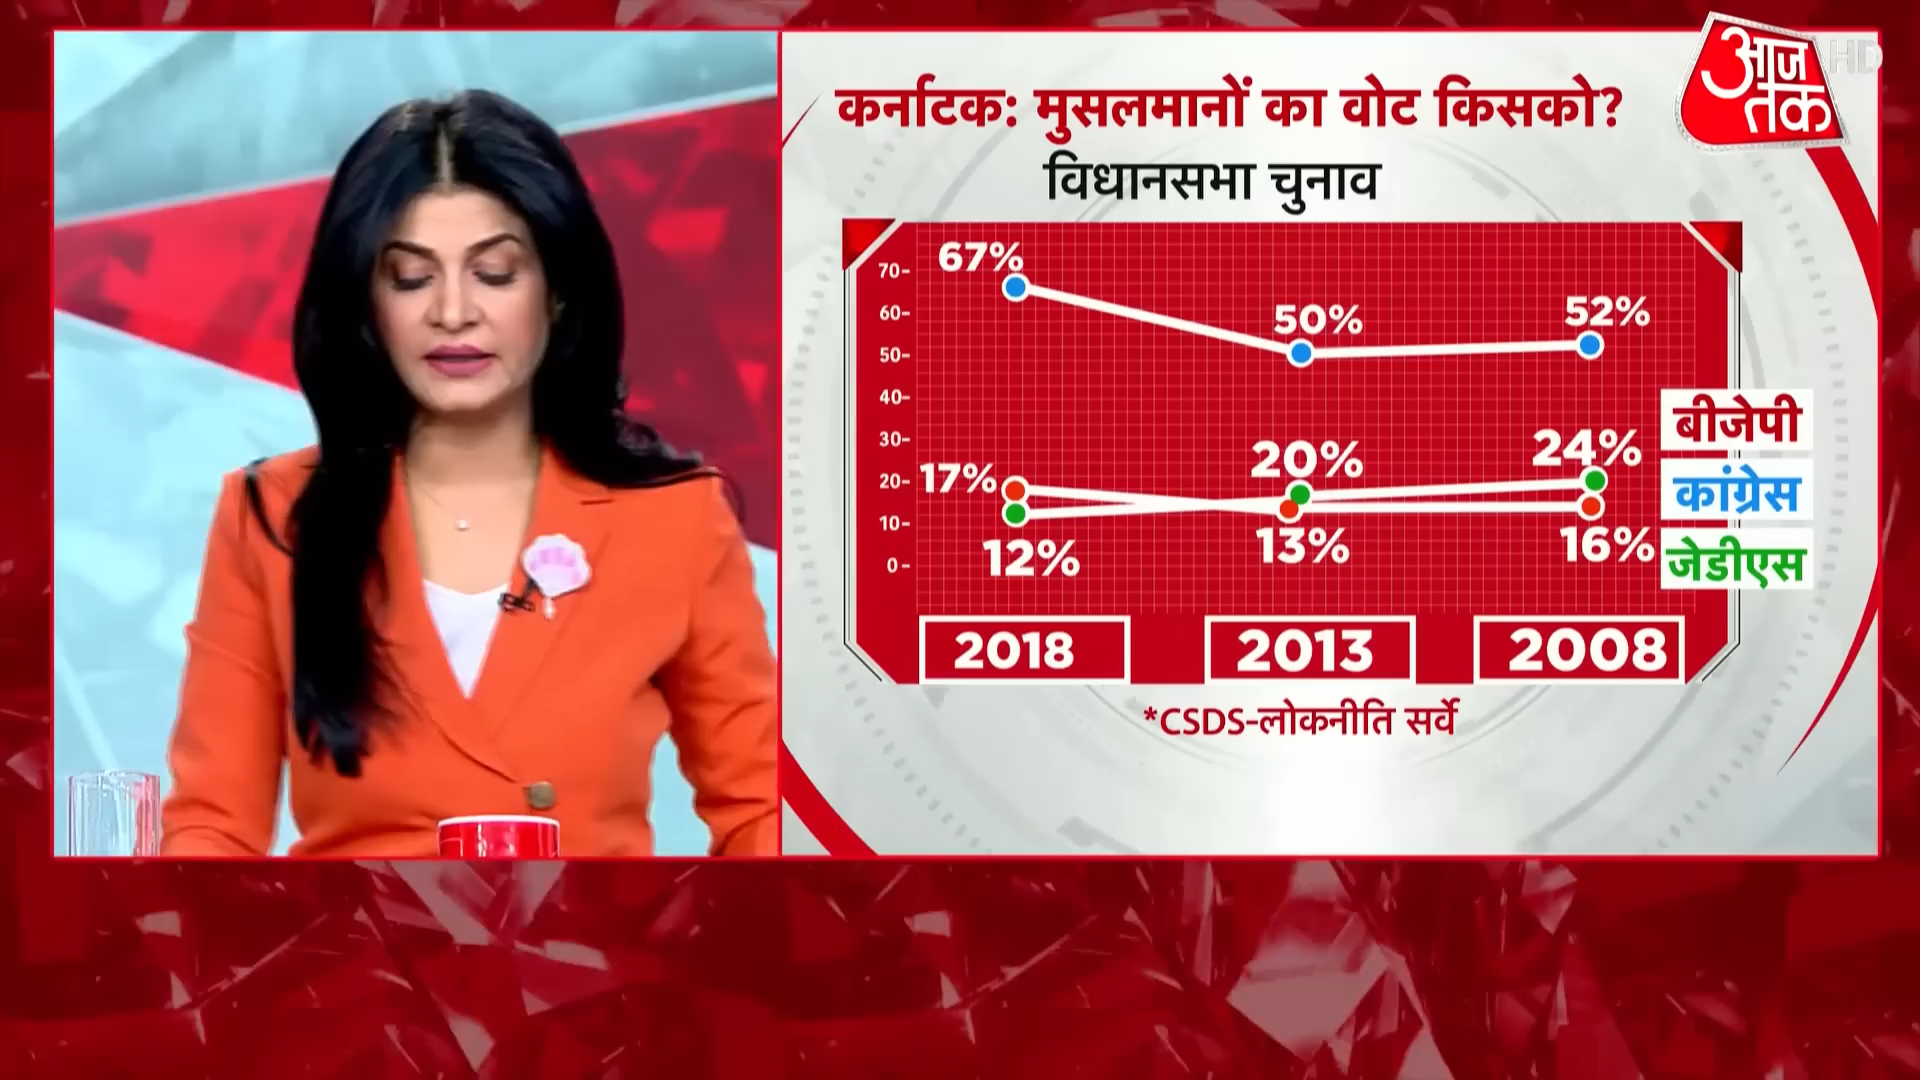 आज
तक
HD
कर्नाटक: मुसलमानों का वोट किसको?
विधानसभा चुनाव
70-
60-
50-
40-
30-
20-
10-
0-
67%
50%
52%
17%
20%
24%
12%
13%
16%
बीजेपी
कांग्रेस
जेडीएस
2018
2013
2008
*CSDS-लोकनीति सर्वे